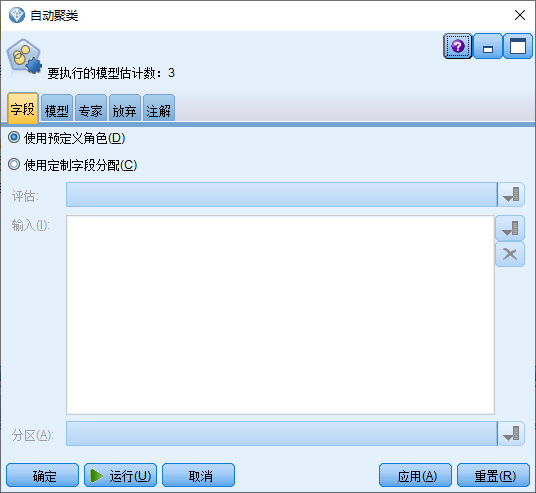 自动聚类
要执行的模型估计数：3
字段 模型 专家 放弃 注解
使用预定义角色(D)
使用定制字段分配(C)
评估:
输入(I):
分区(A):
确定 运行(U) 取消 应用(A) 重置(R)